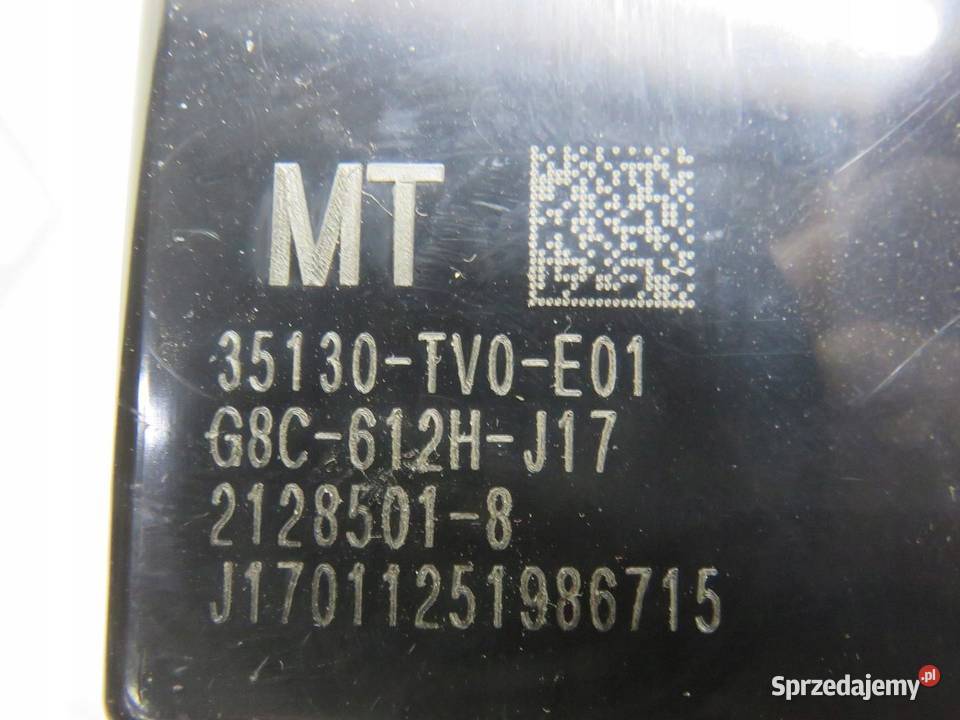 MT
35130-TV0-E01
G8C-612H-J17
2128501-8
J17011251986715
Sprzedajemy.pl